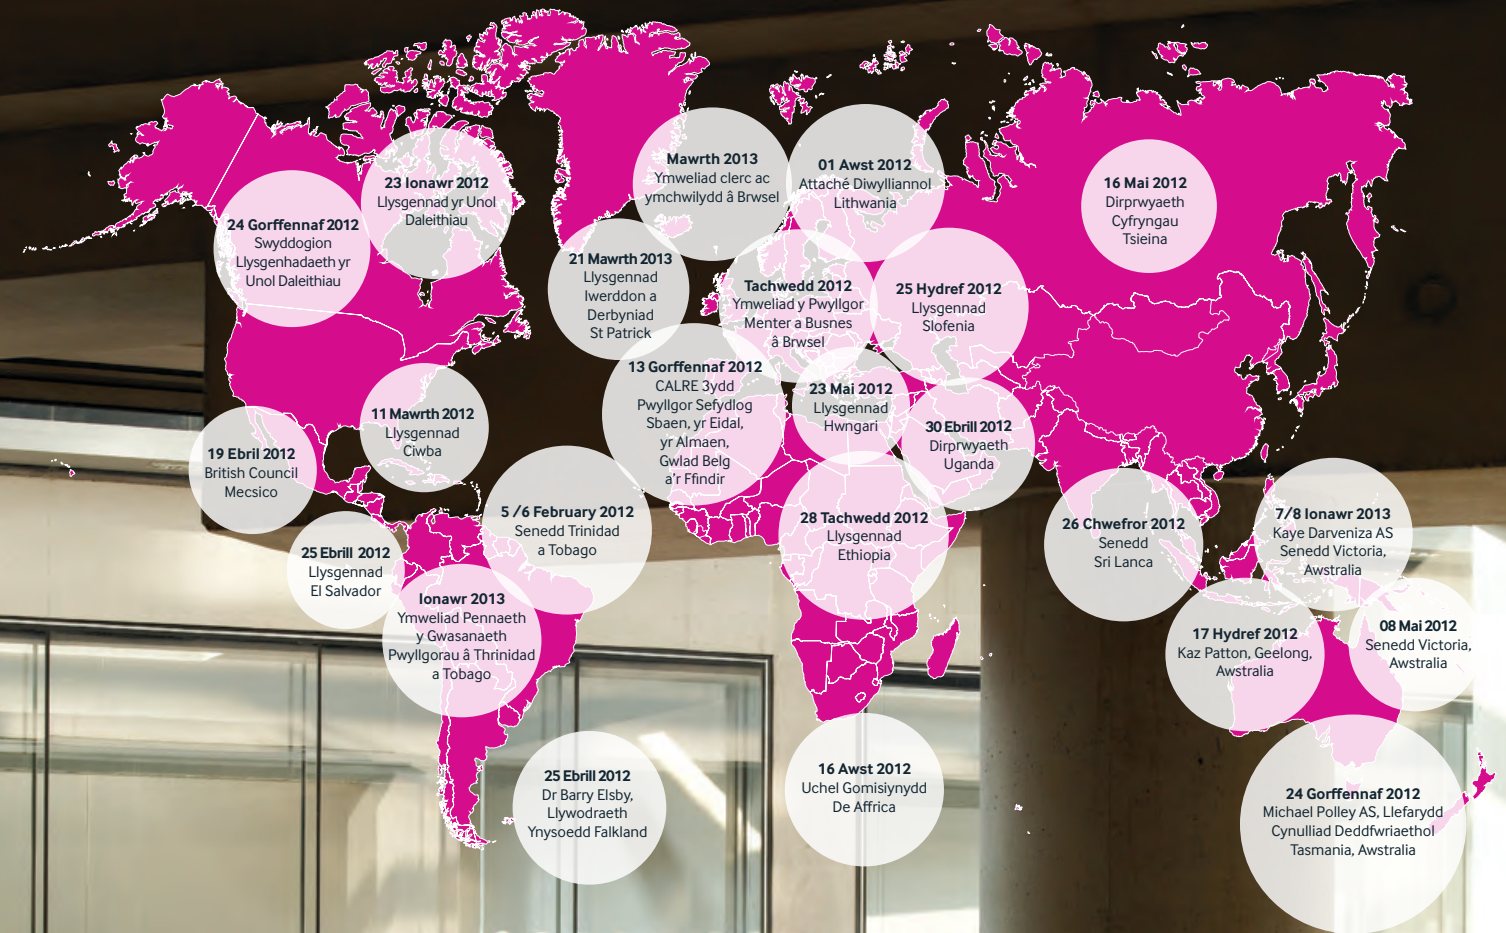 23 Ionawr 2012
Llysgennad yr Unol
Daleithiau
24 Gorffennaf 2012
Swyddogion
Llysgenhadaeth yr
Unol Daleithiau
Mawrth 2013
Ymweliad clerc ac
ymchwilydd â Brwsel
01 Awst 2012
Attaché Diwylliannol
Lithwania
16 Mai 2012
Dirprwyaeth
Cyfryngau
Tsieina
21 Mawrth 2013
Llysgennad
Iwerddon a
Derbyniad
St Patrick
Tachwedd 2012
Ymweliad y Pwyllgor
Menter a Busnes
â Brwsel
25 Hydref 2012
Llysgennad
Slofenia
13 Gorffennaf 2012
CALRE 3ydd
Pwyllgor Sefydlog
Sbaen, yr Eidal,
yr Almaen,
Gwlad Belg
a'r Ffindir
23 Mai 2012
Llysgennad
Hwngari
30 Ebrill 2012
Dirprwyaeth
Uganda
11 Mawrth 2012
Llysgennad
Ciwba
19 Ebril 2012
British Council
Mecsico
5 /6 February 2012
Senedd Trinidad
a Tobago
28 Tachwedd 2012
Llysgennad
Ethiopia
26 Chwefror 2012
Senedd
Sri Lanca
7/8 Ionawr 2013
Kaye Darveniza AS
Senedd Victoria,
Awstralia
25 Ebrill 2012
Llysgennad
El Salvador
Ionawr 2013
Ymweliad Pennaeth
y Gwasanaeth
Pwyllgorau â Thrinidad
a Tobago
17 Hydref 2012
Kaz Patton, Geelong,
Awstralia
08 Mai 2012
Senedd Victoria,
Awstralia
25 Ebrill 2012
Dr Barry Elsby,
Llywodraeth
Ynysoedd Falkland
16 Awst 2012
Uchel Gomisiynydd
De Affrica
24 Gorffennaf 2012
Michael Polley AS, Llefarydd
Cynulliad Deddfwriaethol
Tasmania, Awstralia